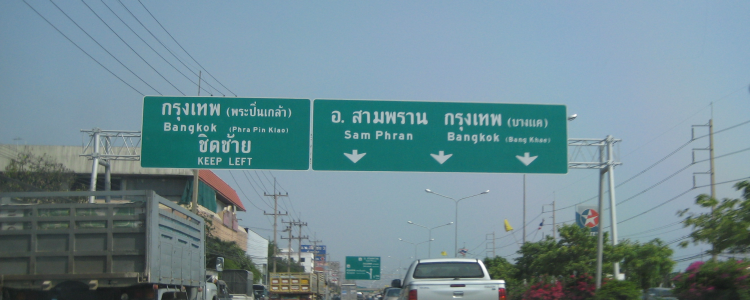 กรุงเทพ (พระปิ่นเกล้า)
Bangkok (Phra Pin Klao)
ชิดซ้าย
KEEP LEFT
อ. สามพราน กรุงเทพ (บางแค)
Sam Phran Bangkok (Bang Khae)